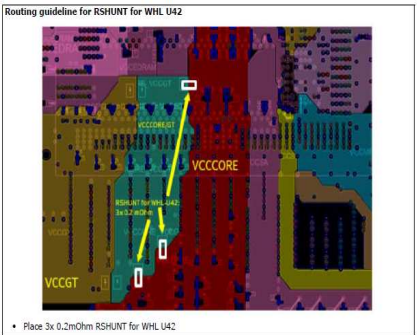 Routing guideline for RSHUNT for WHL U42
VCCGT
VCCCORE/GT
VCCCORE
RSHUNT for WHL-U42:
3x 0.2 mOhm
VCCGT
• Place 3x 0.2mOhm RSHUNT for WHL U42